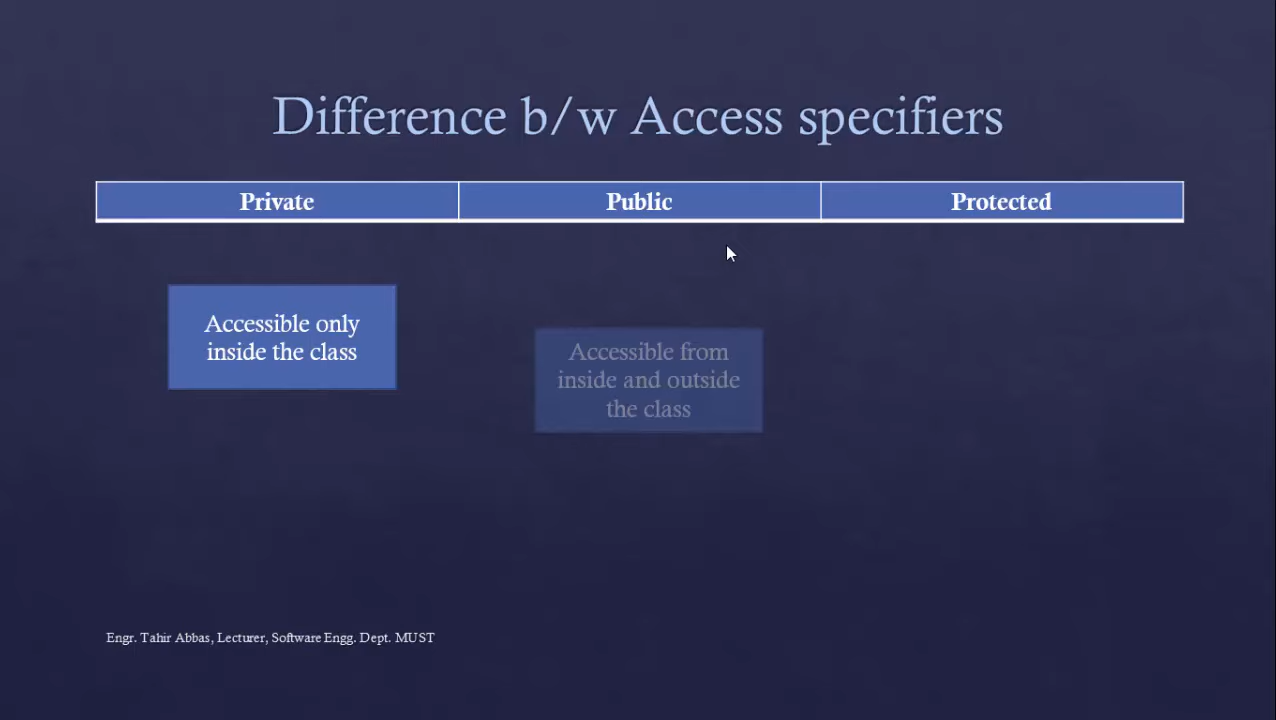 Difference b/w Access specifiers
Private
Public
Protected
Accessible only
inside the class
Accessible from
inside and outside
the class
Engr. Tahir Abbas, Lecturer, Software Engg. Dept. MUST